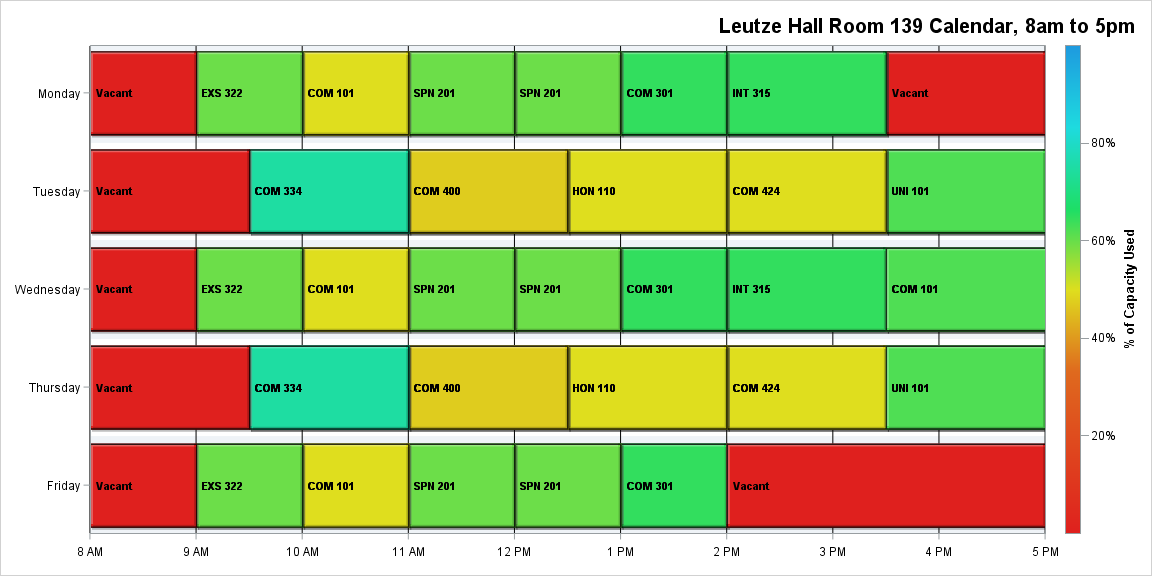 Leutze Hall Room 139 Calendar, 8am to 5pm
Monday
Vacant
EXS 322
COM 101
SPN 201
SPN 201
COM 301
INT 315
Vacant
Tuesday
Vacant
COM 334
COM 400
HON 110
COM 424
UNI 101
Wednesday
Vacant
EXS 322
COM 101
SPN 201
SPN 201
COM 301
INT 315
COM 101
Thursday
Vacant
COM 334
COM 400
HON 110
COM 424
UNI 101
Friday
Vacant
EXS 322
COM 101
SPN 201
SPN 201
COM 301
Vacant
8 AM
9 AM
10 AM
11 AM
12 PM
1 PM
2 PM
3 PM
4 PM
5 PM
80%
60%
40%
20%
% of Capacity Used